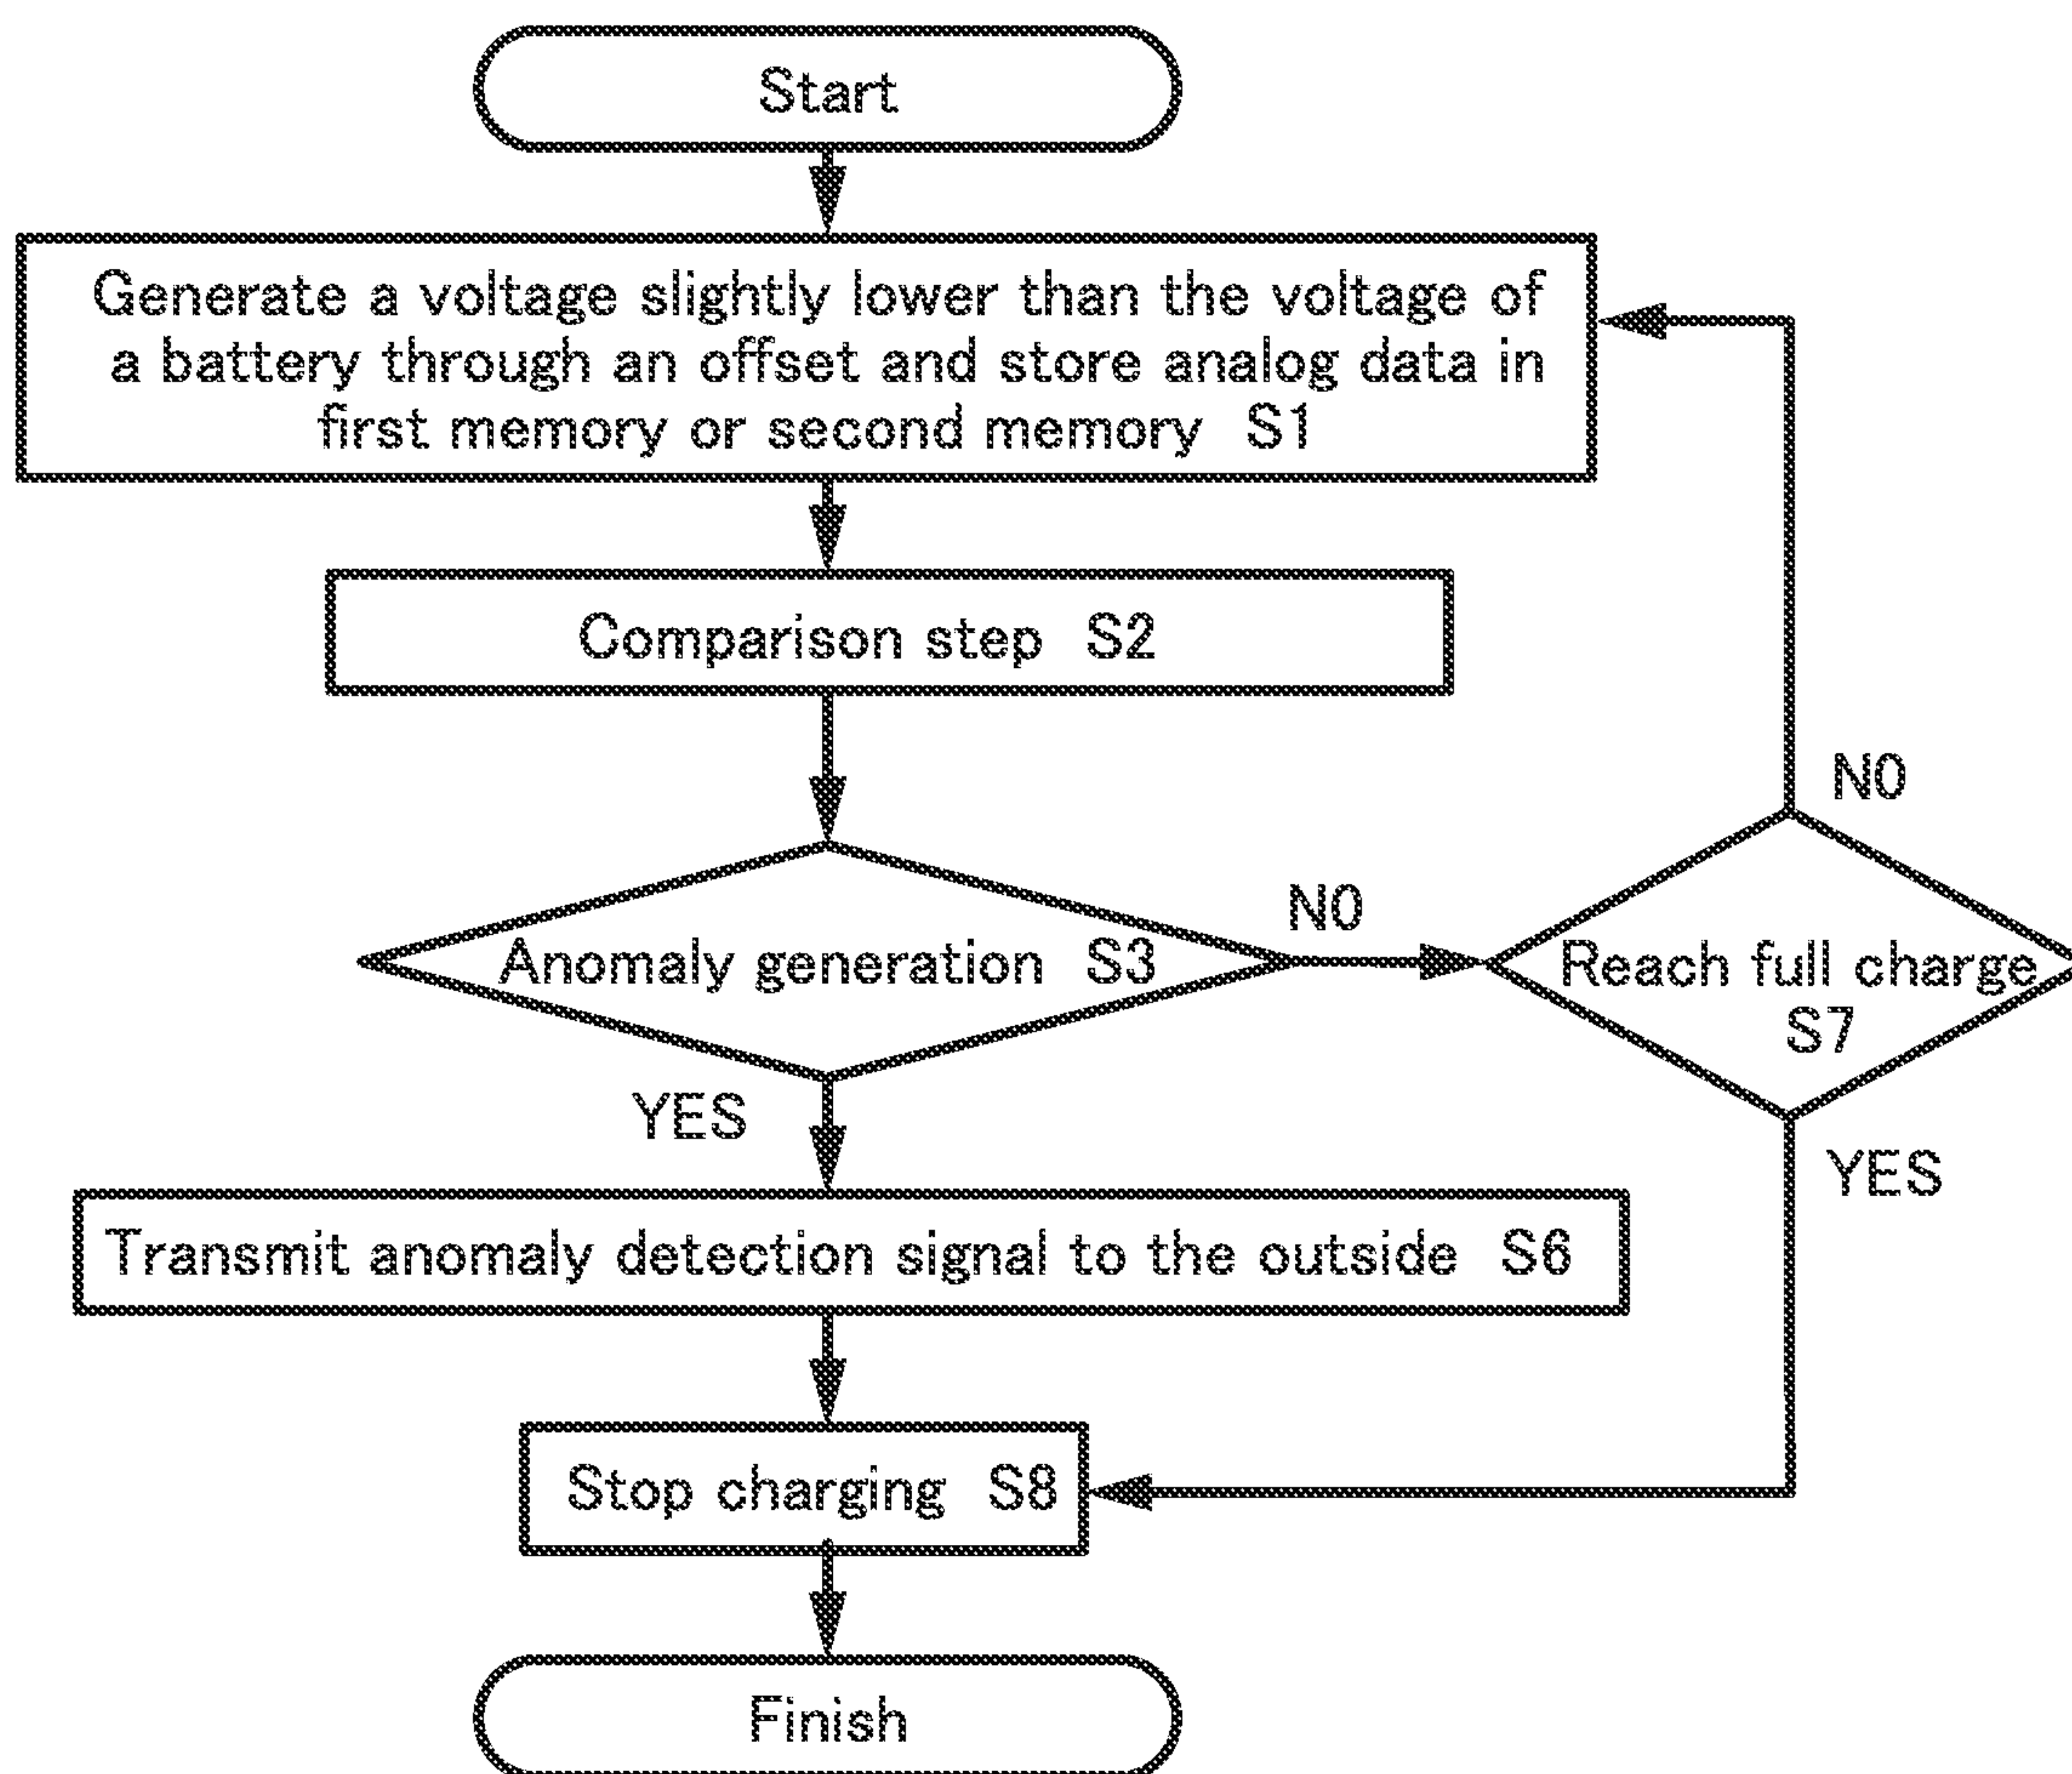 Start
Generate a voltage slightly lower than the voltage of
a battery through an offset and store analog data in
first memory or second memory S1
Comparison step S2
NO
NO
Anomaly generation S3
Reach full charge
S7
YES
YES
Transmit anomaly detection signal to the outside S6
Stop charging S8
Finish